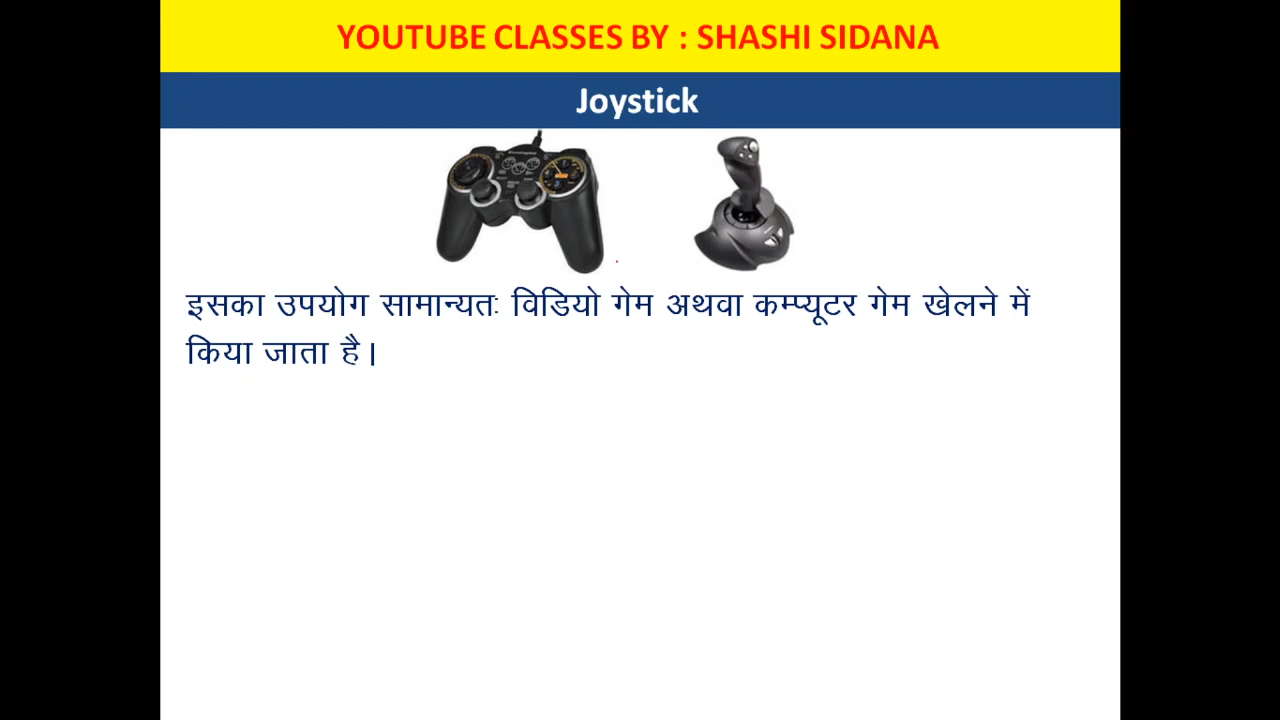 YOUTUBE CLASSES BY : SHASHI SIDANA
Joystick
इसका उपयोग सामान्यतः विडियो गेम अथवा कम्प्यूटर गेम खेलने में
किया जाता है।